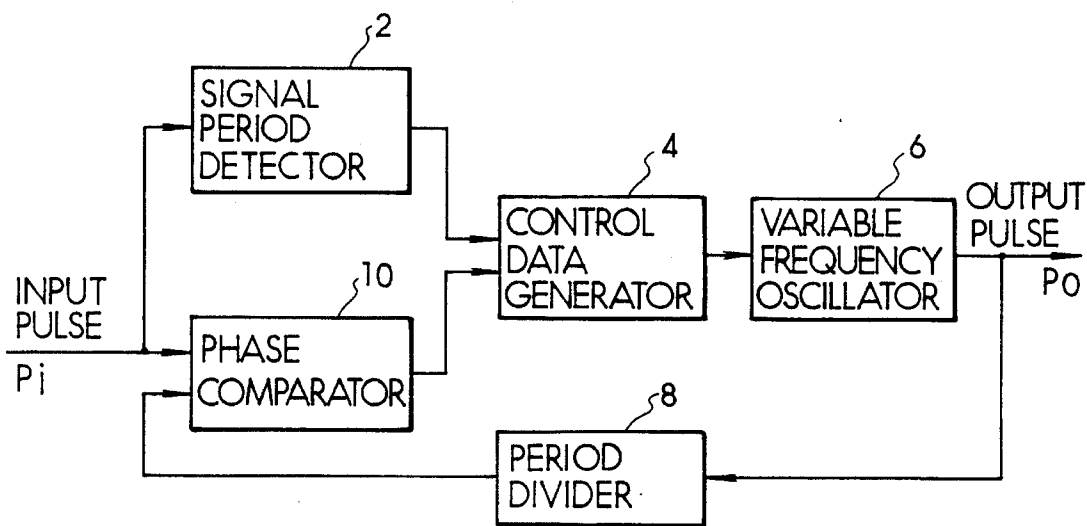 2
SIGNAL
PERIOD
DETECTOR
4
CONTROL
DATA
GENERATOR
6
VARIABLE
FREQUENCY
OSCILLATOR
OUTPUT
PULSE
Po
INPUT
PULSE
Pi
10
PHASE
COMPARATOR
8
PERIOD
DIVIDER